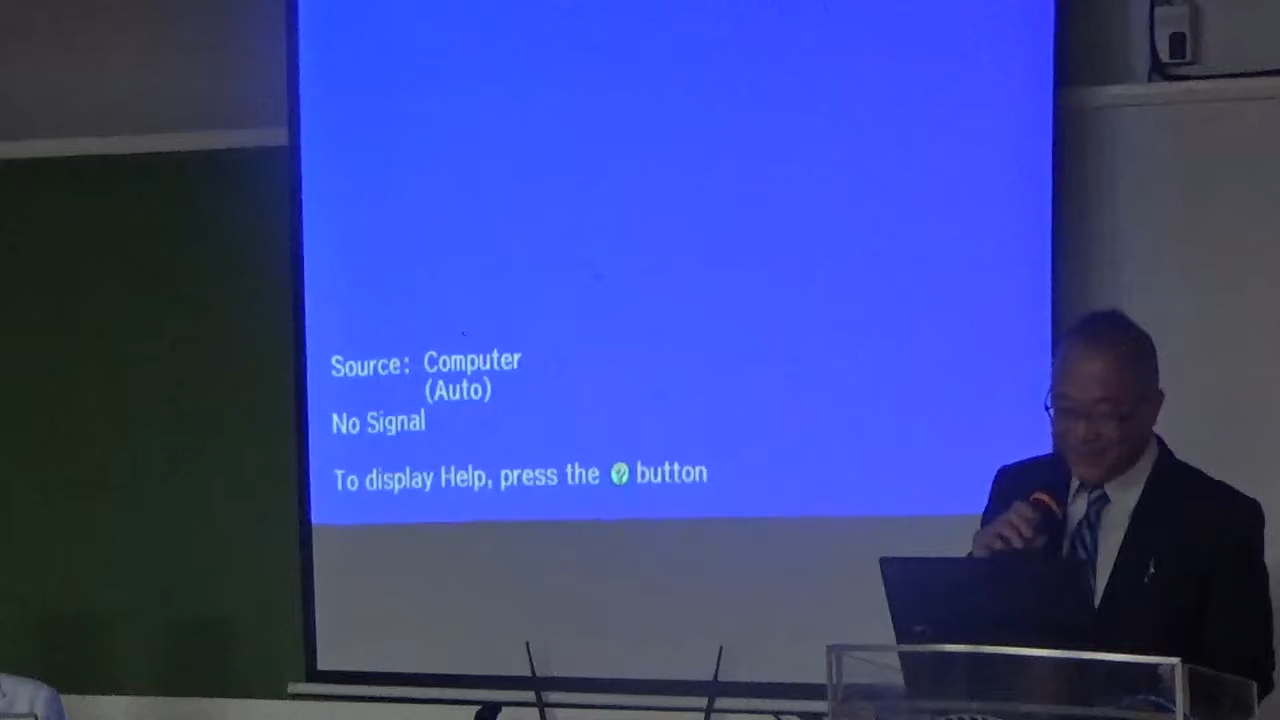 Source: Computer
(Auto)
No Signal
To display Help, press the ? button